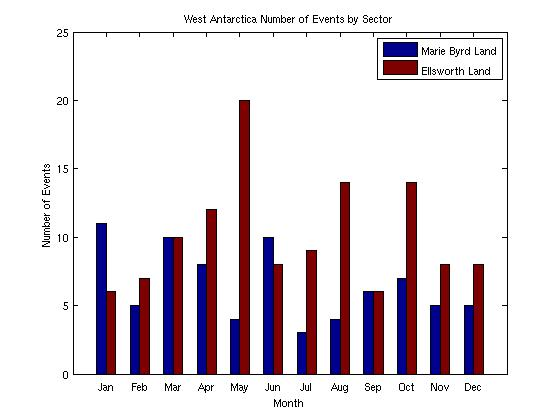 West Antarctica Number of Events by Sector
25
Marie Byrd Land
Ellsworth Land
20
15
10
5
0
Number of Events
Jan Feb Mar Apr May Jun Jul Aug Sep Oct Nov Dec
Month